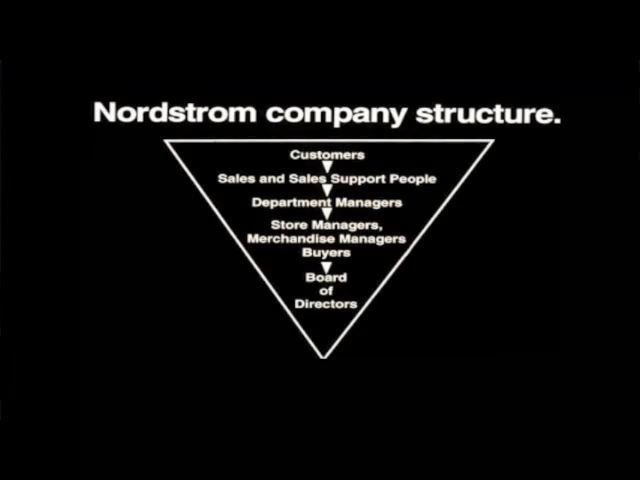 Nordstrom company structure.
Customers
Sales and Sales Support People
Department Managers
Store Managers,
Merchandise Managers
Buyers
Board
of
Directors